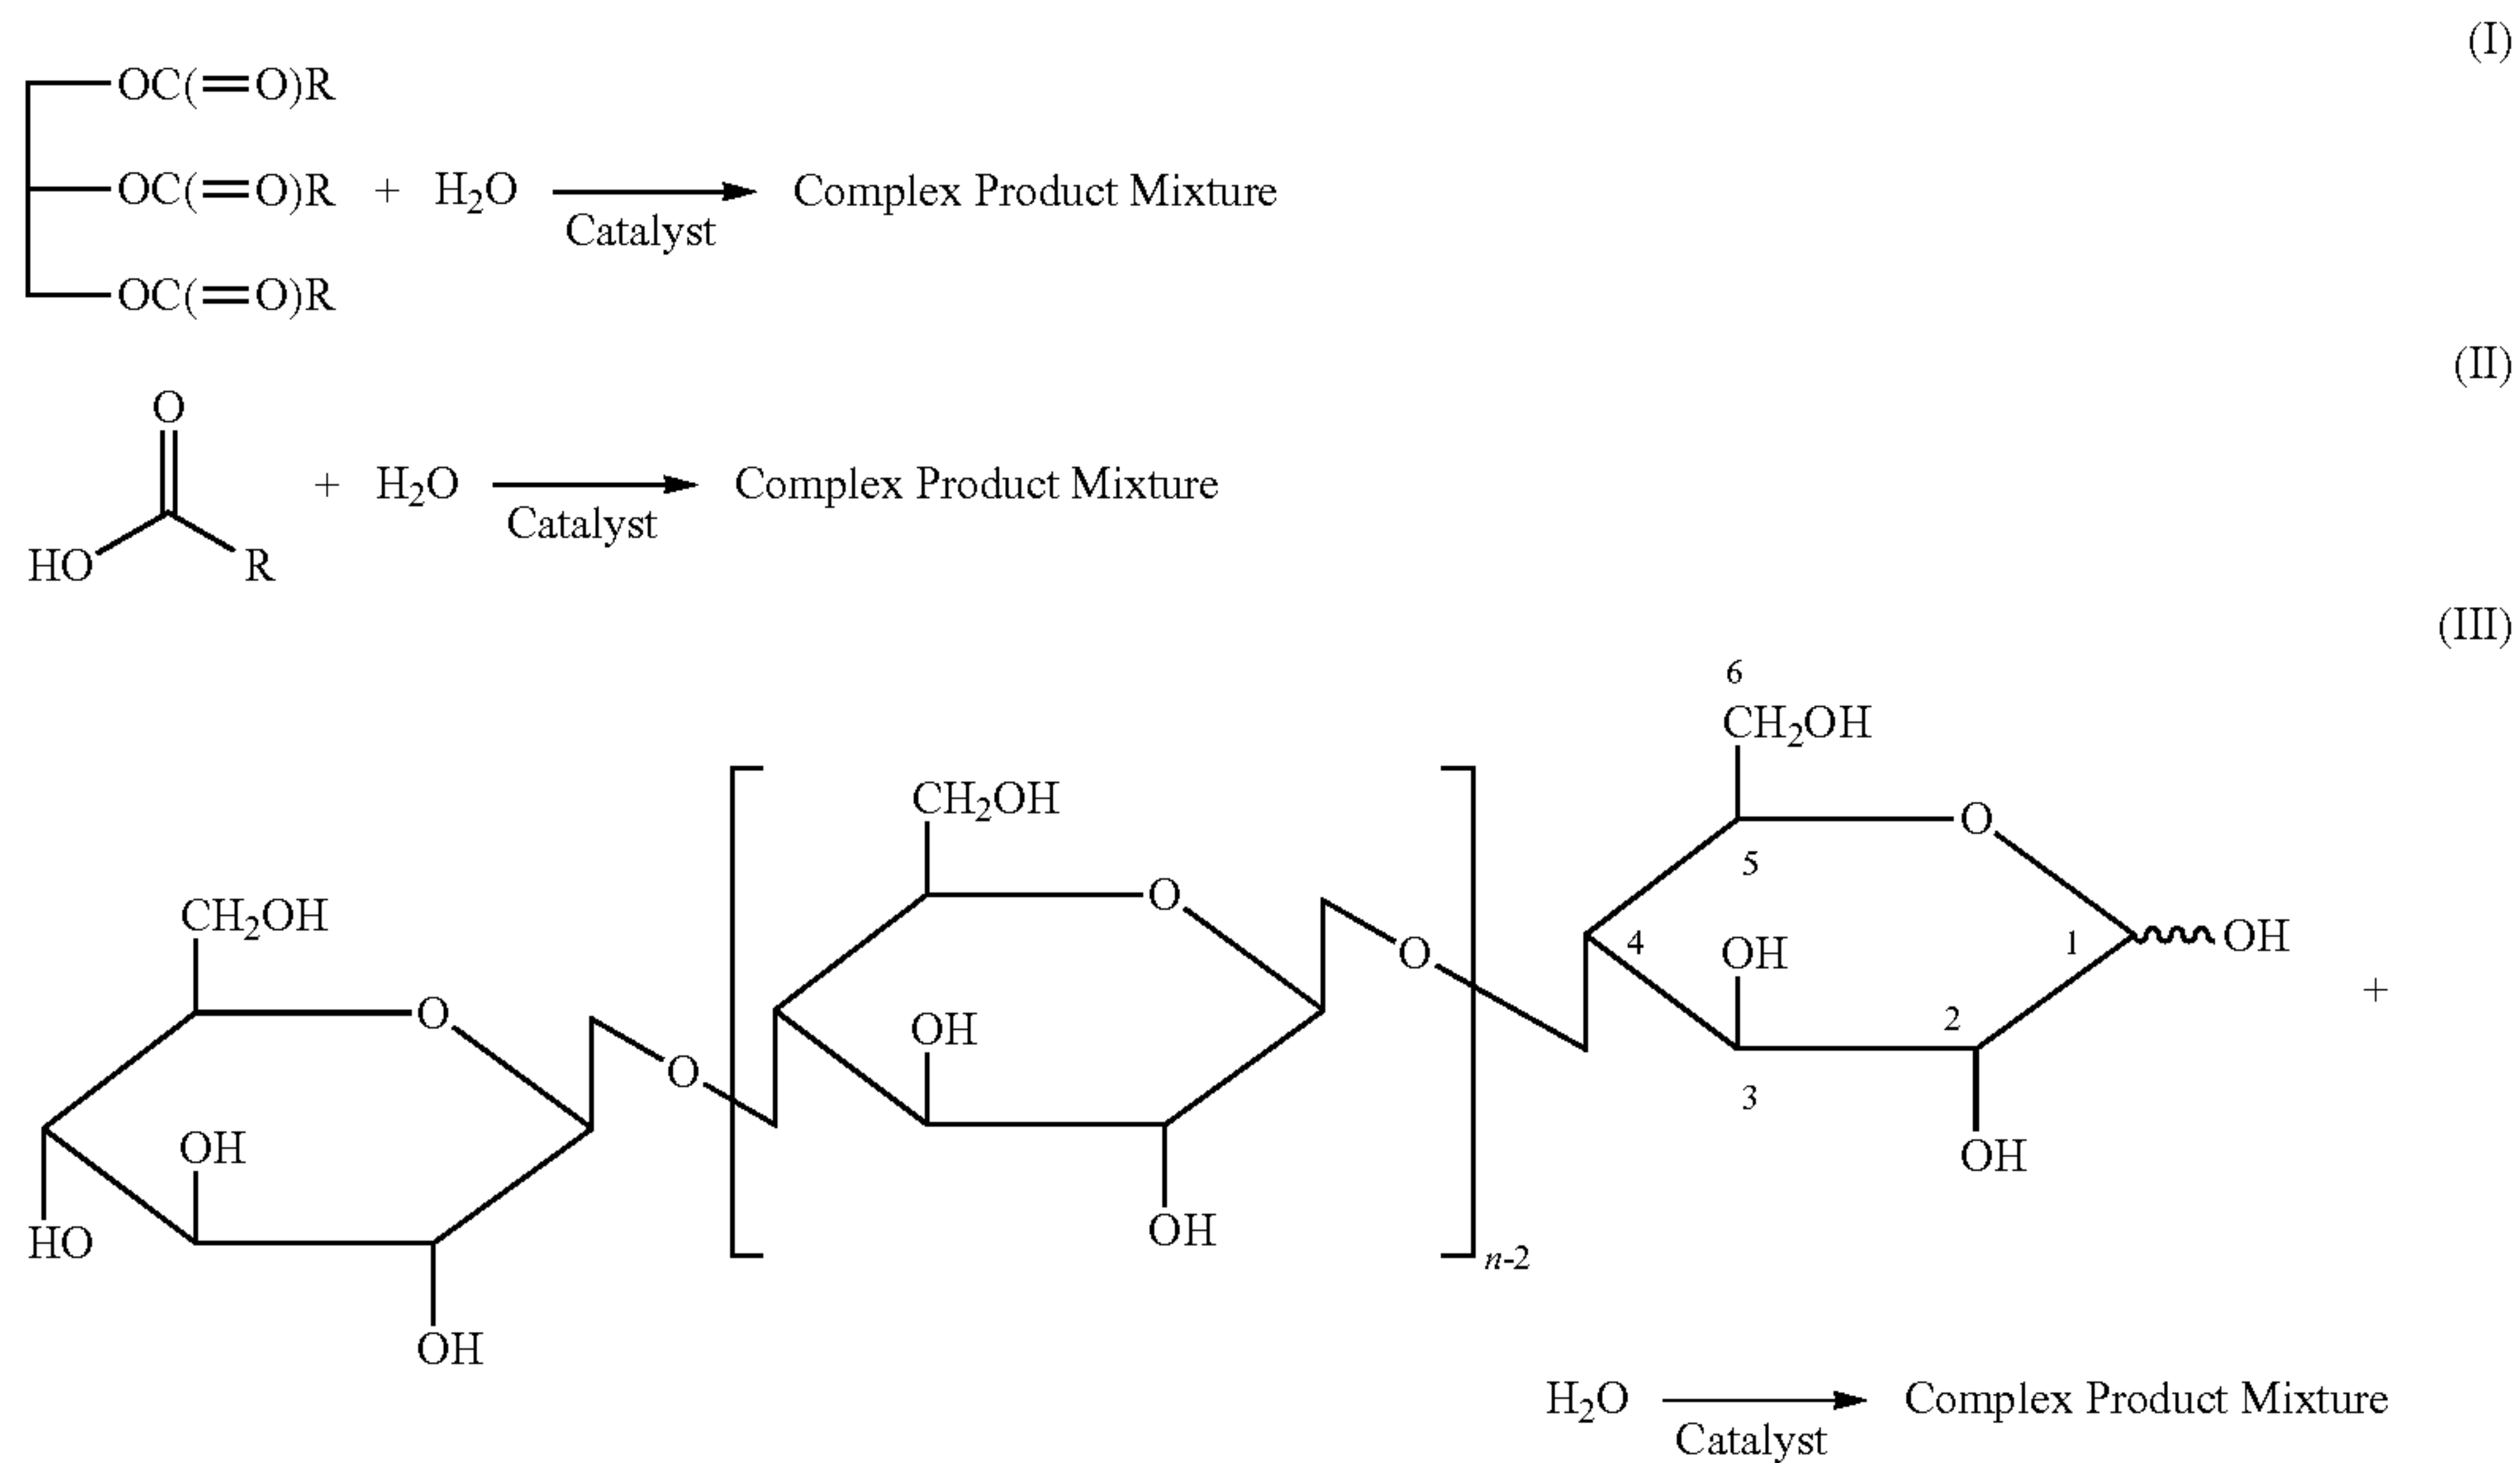 (I)
OC(=O)R
OC(=O)R + H₂O Catalyst Complex Product Mixture
OC(=O)R
(II)
O
HO R + H₂O Catalyst Complex Product Mixture
(III)
6
CH₂OH
CH₂OH O
5
CH₂OH O O 4 OH 1 OH
+
O OH O 2
OH 3
OH OH
HO OH n-2
OH
H₂O Catalyst Complex Product Mixture